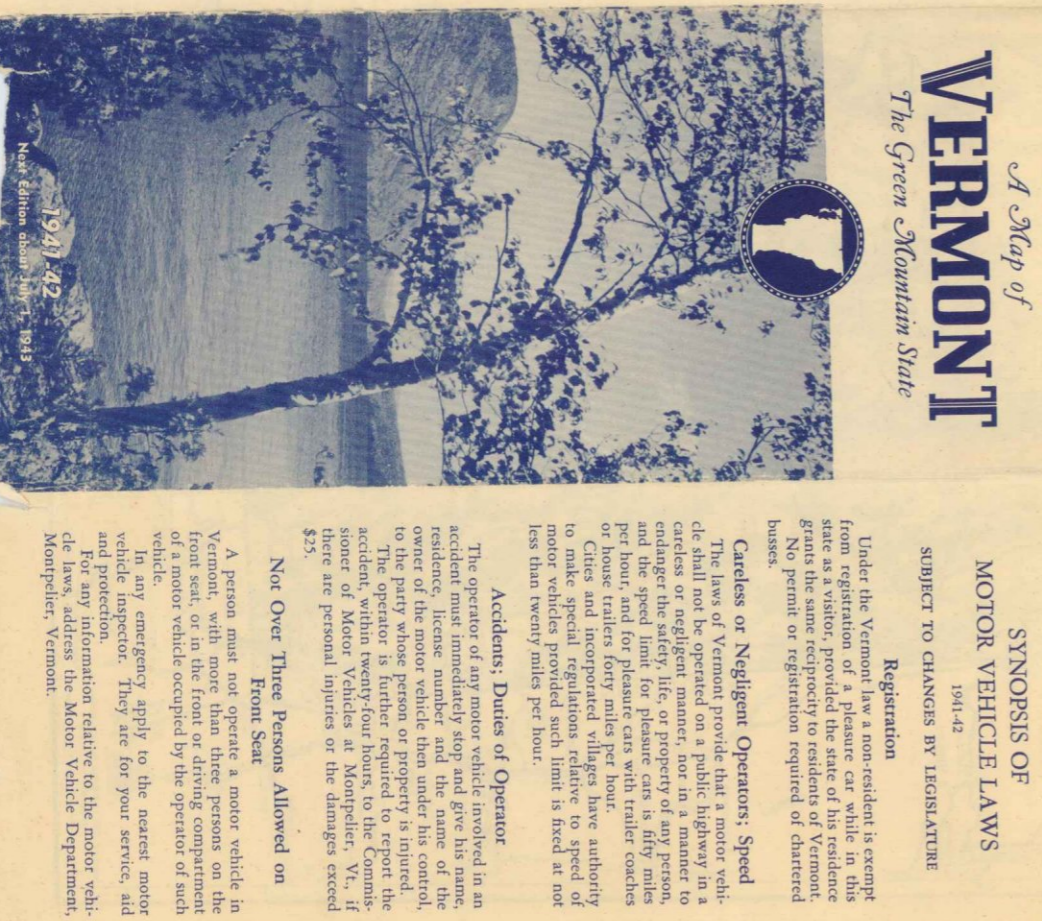 A Map of
VERMONT
The Green Mountain State
1941-42
Next Edition about July 1, 1943
SYNOPSIS OF
MOTOR VEHICLE LAWS
1941-42
SUBJECT TO CHANGES BY LEGISLATURE
Registration
Under the Vermont law a non-resident is exempt
from registration of a pleasure car while in this
state as a visitor, provided the state of his residence
grants the same reciprocity to residents of Vermont.
No permit or registration required of chartered
busses.
Careless or Negligent Operators; Speed
The laws of Vermont provide that a motor vehi-
cle shall not be operated on a public highway in a
careless or negligent manner, nor in a manner to
endanger the safety, life, or property of any person,
and the speed limit for pleasure cars is fifty miles
per hour, and for pleasure cars with trailer coaches
or house trailers forty miles per hour.
Cities and incorporated villages have authority
to make special regulations relative to speed of
motor vehicles provided such limit is fixed at not
less than twenty miles per hour.
Accidents; Duties of Operator
The operator of any motor vehicle involved in an
accident must immediately stop and give his name,
residence, license number and the name of the
owner of the motor vehicle then under his control,
to the party whose person or property is injured.
The operator is further required to report the
accident, within twenty-four hours, to the Commis-
sioner of Motor Vehicles at Montpelier, Vt., if
there are personal injuries or the damages exceed
$25.
Not Over Three Persons Allowed on
Front Seat
A person must not operate a motor vehicle in
Vermont, with more than three persons on the
front seat, or in the front or driving compartment
of a motor vehicle occupied by the operator of such
vehicle.
In any emergency apply to the nearest motor
vehicle inspector. They are for your service, aid
and protection.
For any information relative to the motor vehi-
cle laws, address the Motor Vehicle Department,
Montpelier, Vermont.